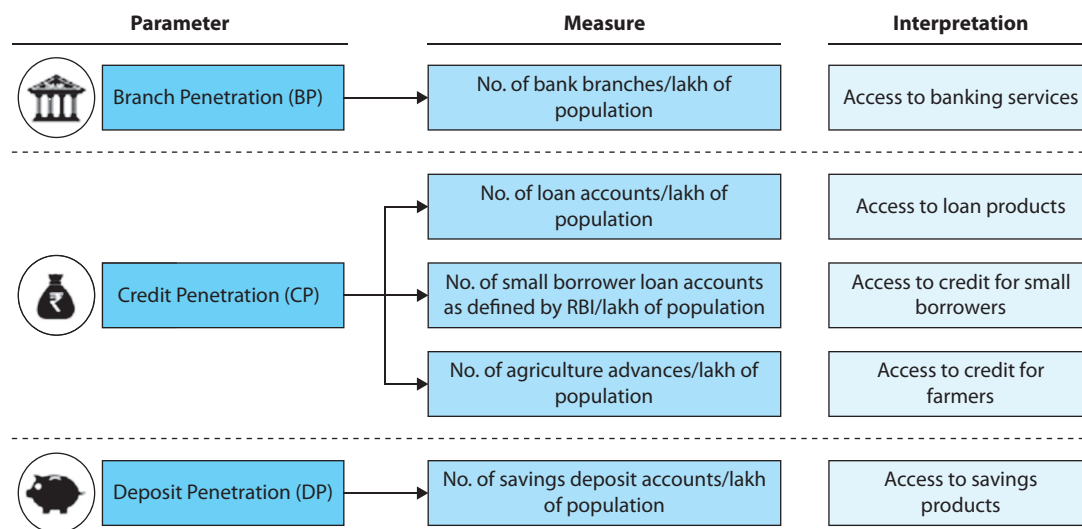 Parameter
Measure
Interpretation
Branch Penetration (BP)
No. of bank branches/lakh of
population
Access to banking services
No. of loan accounts/lakh of
population
Access to loan products
₹
Credit Penetration (CP)
No. of small borrower loan accounts
as defined by RBI/lakh of population
Access to credit for small
borrowers
No. of agriculture advances/lakh of
population
Access to credit for
farmers
Deposit Penetration (DP)
No. of savings deposit accounts/lakh
of population
Access to savings
products